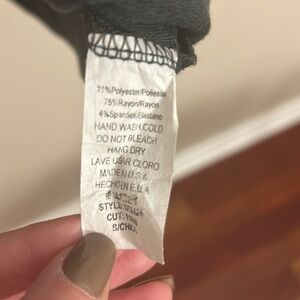 21%Polyester/Poliester
75%Rayon/Rayon
4%Spandex/Elastano
HAND WASH COLD
DO NOT BLEACH
HANG DRY
LAVE USAR CLORO
MADE IN U.S.A
HECHO EN E.U.A.
STYLE:
CUT:
S/CHICA